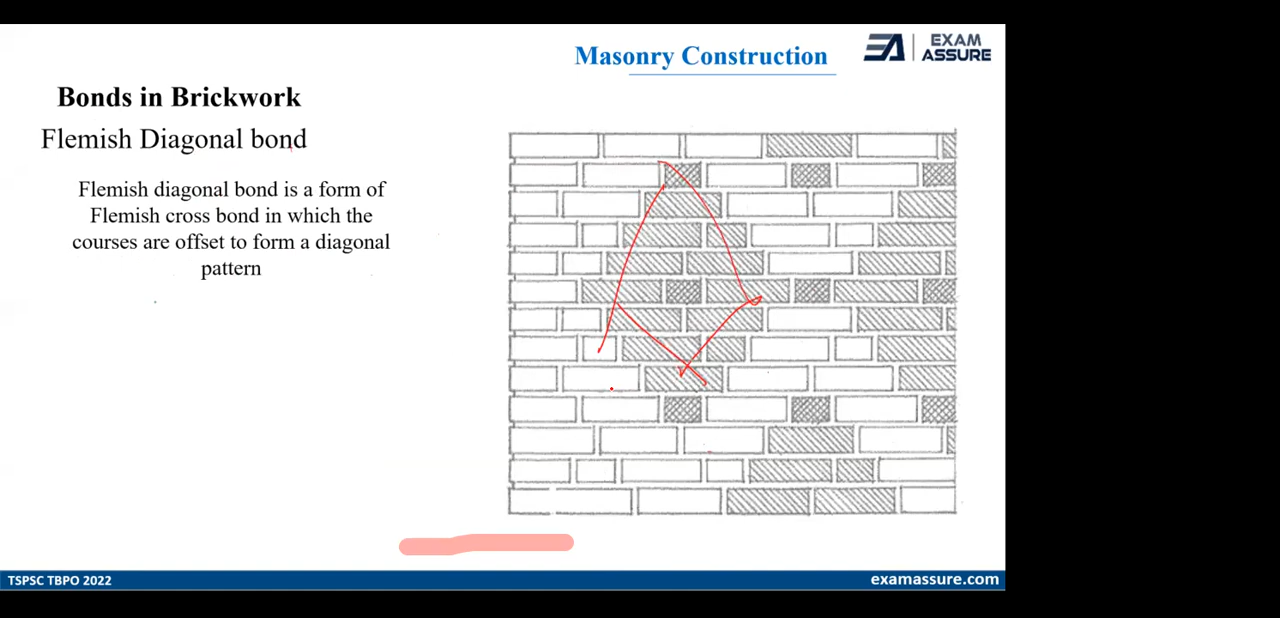 Masonry Construction
EXAM
ASSURE
Bonds in Brickwork
Flemish Diagonal bond
Flemish diagonal bond is a form of
Flemish cross bond in which the
courses are offset to form a diagonal
pattern
TSPSC TBPO 2022
examassure.com